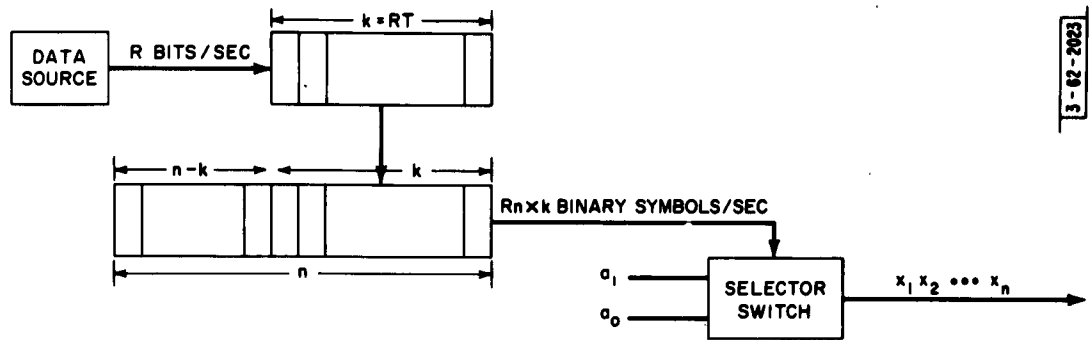 k = RT
DATA
SOURCE
R BITS/SEC
3-62-2023
n-k
k
Rn×k BINARY SYMBOLS/SEC
n
a₁
a₀
SELECTOR
SWITCH
x₁ x₂ ••• xₙ